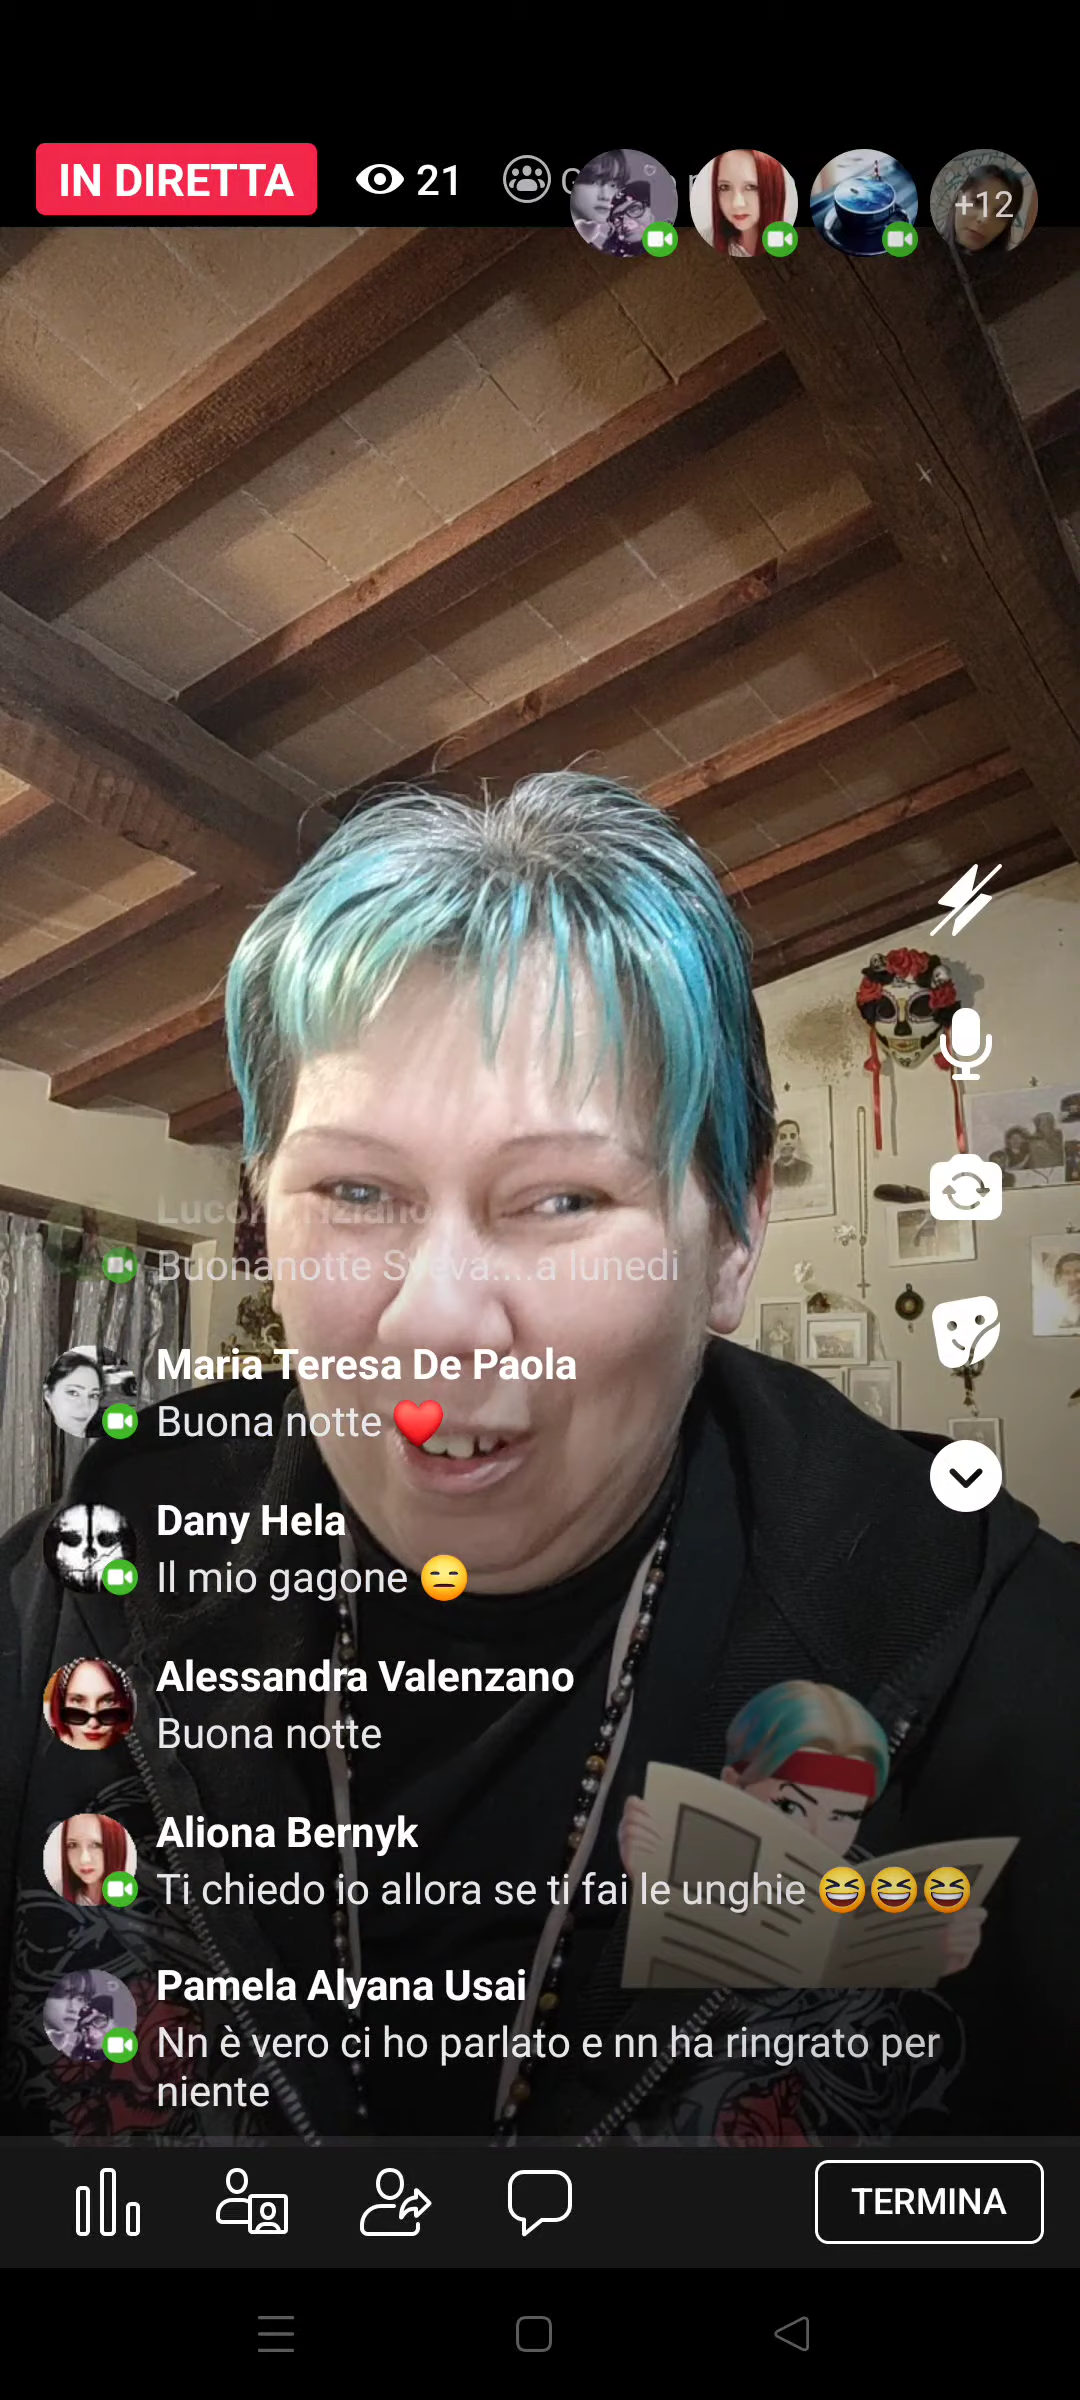 IN DIRETTA
21
+12
Buonanotte Sveva....a lunedi
Maria Teresa De Paola
Buona notte ❤️
Dany Hela
Il mio gagone 😑
Alessandra Valenzano
Buona notte
Aliona Bernyk
Ti chiedo io allora se ti fai le unghie 😆😆😆
Pamela Alyana Usai
Nn è vero ci ho parlato e nn ha ringrato per
niente
TERMINA